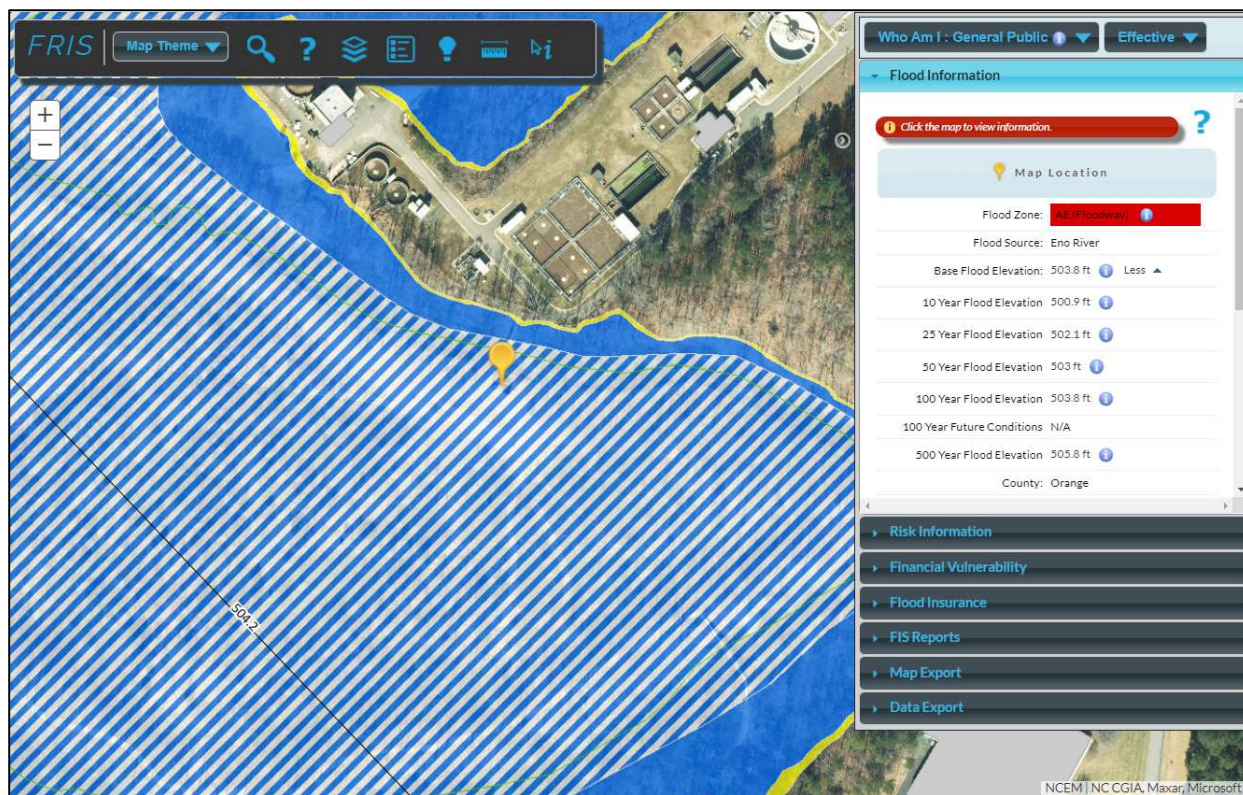 FRIS
Map Theme
+
−
504.2
Who Am I : General Public
Effective
Flood Information
Click the map to view information.
?
Map Location
Flood Zone: AE (Floodway)
Flood Source: Eno River
Base Flood Elevation: 503.8 ft Less
10 Year Flood Elevation 500.9 ft
25 Year Flood Elevation 502.1 ft
50 Year Flood Elevation 503 ft
100 Year Flood Elevation 503.8 ft
100 Year Future Conditions N/A
500 Year Flood Elevation 505.8 ft
County: Orange
Risk Information
Financial Vulnerability
Flood Insurance
FIS Reports
Map Export
Data Export
NCEM | NC CGIA, Maxar, Microsoft